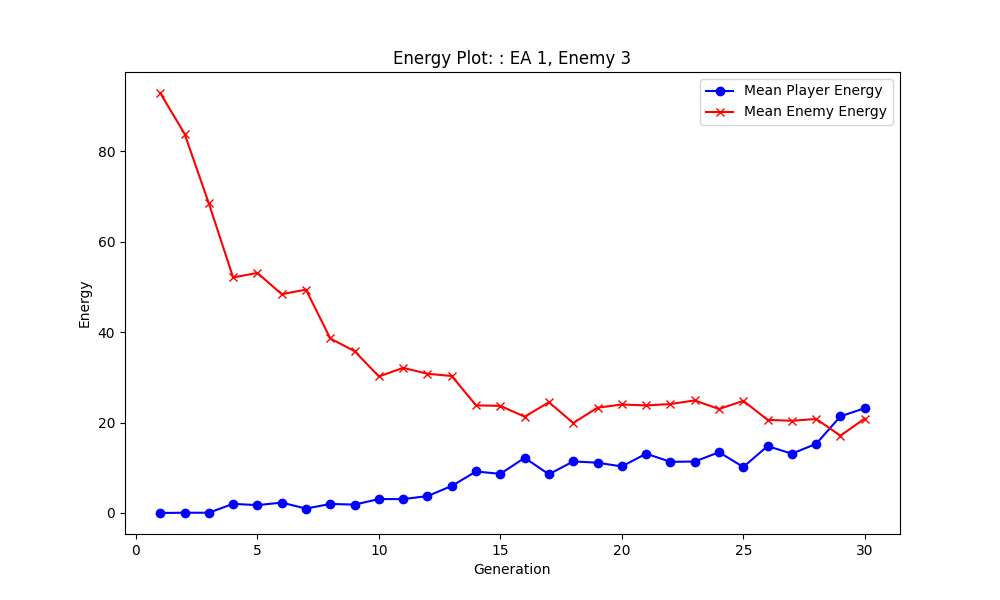 Energy Plot: : EA 1, Enemy 3
Mean Player Energy
Mean Enemy Energy
80
60
40
20
0
Energy
0 5 10 15 20 25 30
Generation